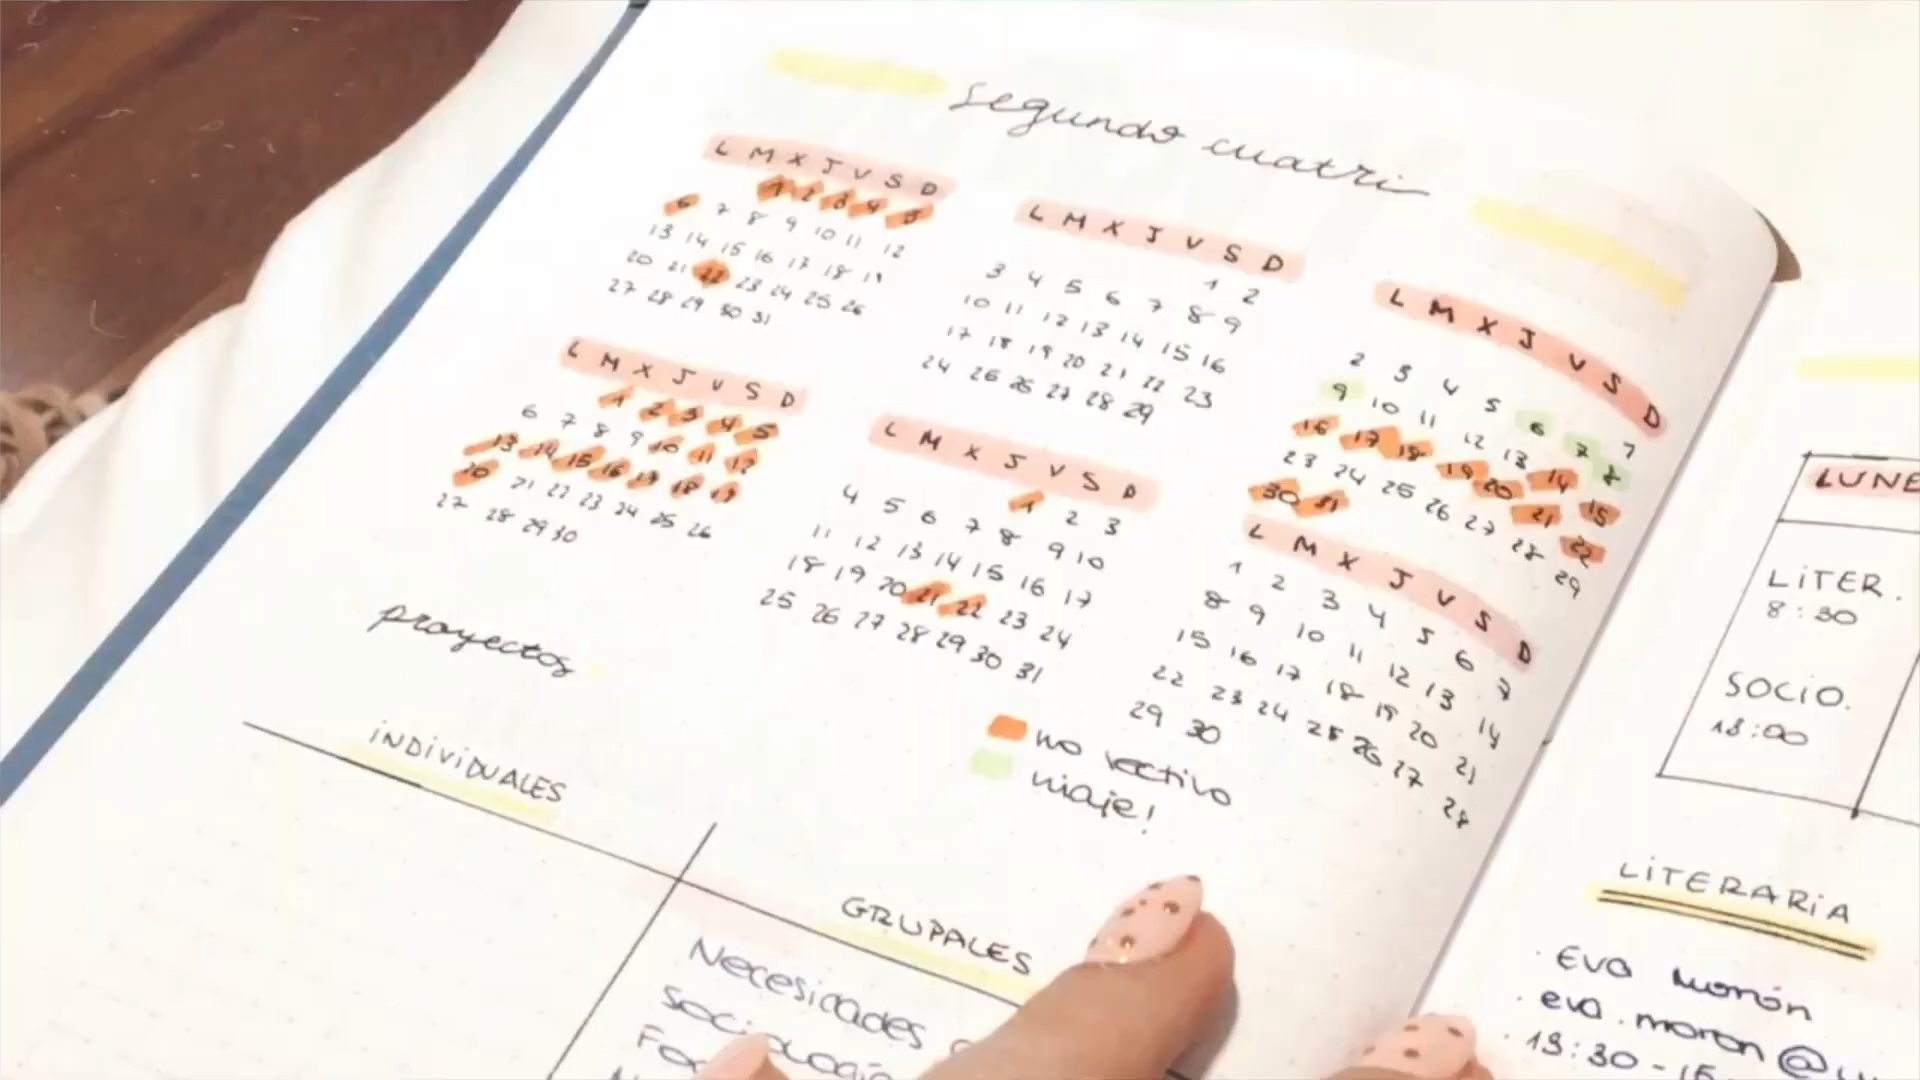 segundo cuatri
L M X J V S D
1 2 3 4 5
6 7 8 9 10 11 12
13 14 15 16 17 18 19
20 21 22 23 24 25 26
27 28 29 30 31
L M X J V S D
1 2
3 4 5 6 7 8 9
10 11 12 13 14 15 16
17 18 19 20 21 22 23
24 25 26 27 28 29
L M X J V S D
1
2 3 4 5 6 7 8
9 10 11 12 13 14 15
16 17 18 19 20 21 22
23 24 25 26 27 28 29
30 31
L M X J V S D
1 2 3 4 5
6 7 8 9 10 11 12
13 14 15 16 17 18 19
20 21 22 23 24 25 26
27 28 29 30
L M X J V S D
1 2 3
4 5 6 7 8 9 10
11 12 13 14 15 16 17
18 19 20 21 22 23 24
25 26 27 28 29 30 31
L M X J V S D
1 2 3 4 5 6 7
8 9 10 11 12 13 14
15 16 17 18 19 20 21
22 23 24 25 26 27 28
29 30
no lectivo
viaje!
proyectos
INDIVIDUALES
GRUPALES
Necesidades
Sociología
LUNE
LITER.
8:30
SOCIO.
13:00
LITERARIA
· Eva Morón
· eva.moron@u
· 13:30 - 15